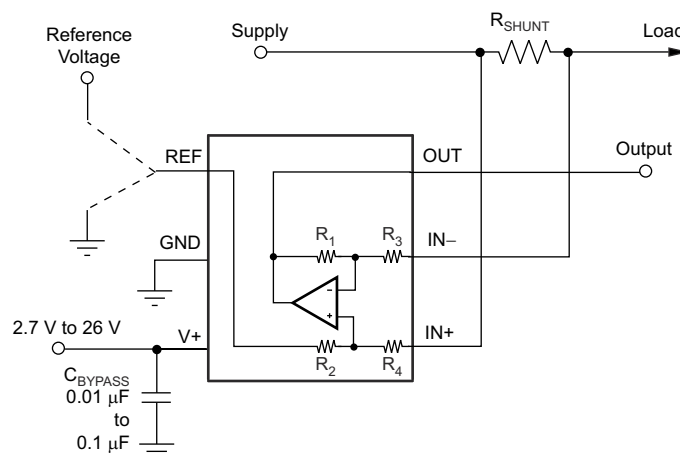 Reference
Voltage
Supply
R_SHUNT
Load
REF
OUT
Output
GND
R_1
R_3
IN–
–
+
2.7 V to 26 V
V+
R_2
R_4
IN+
C_BYPASS
0.01 μF
to
0.1 μF